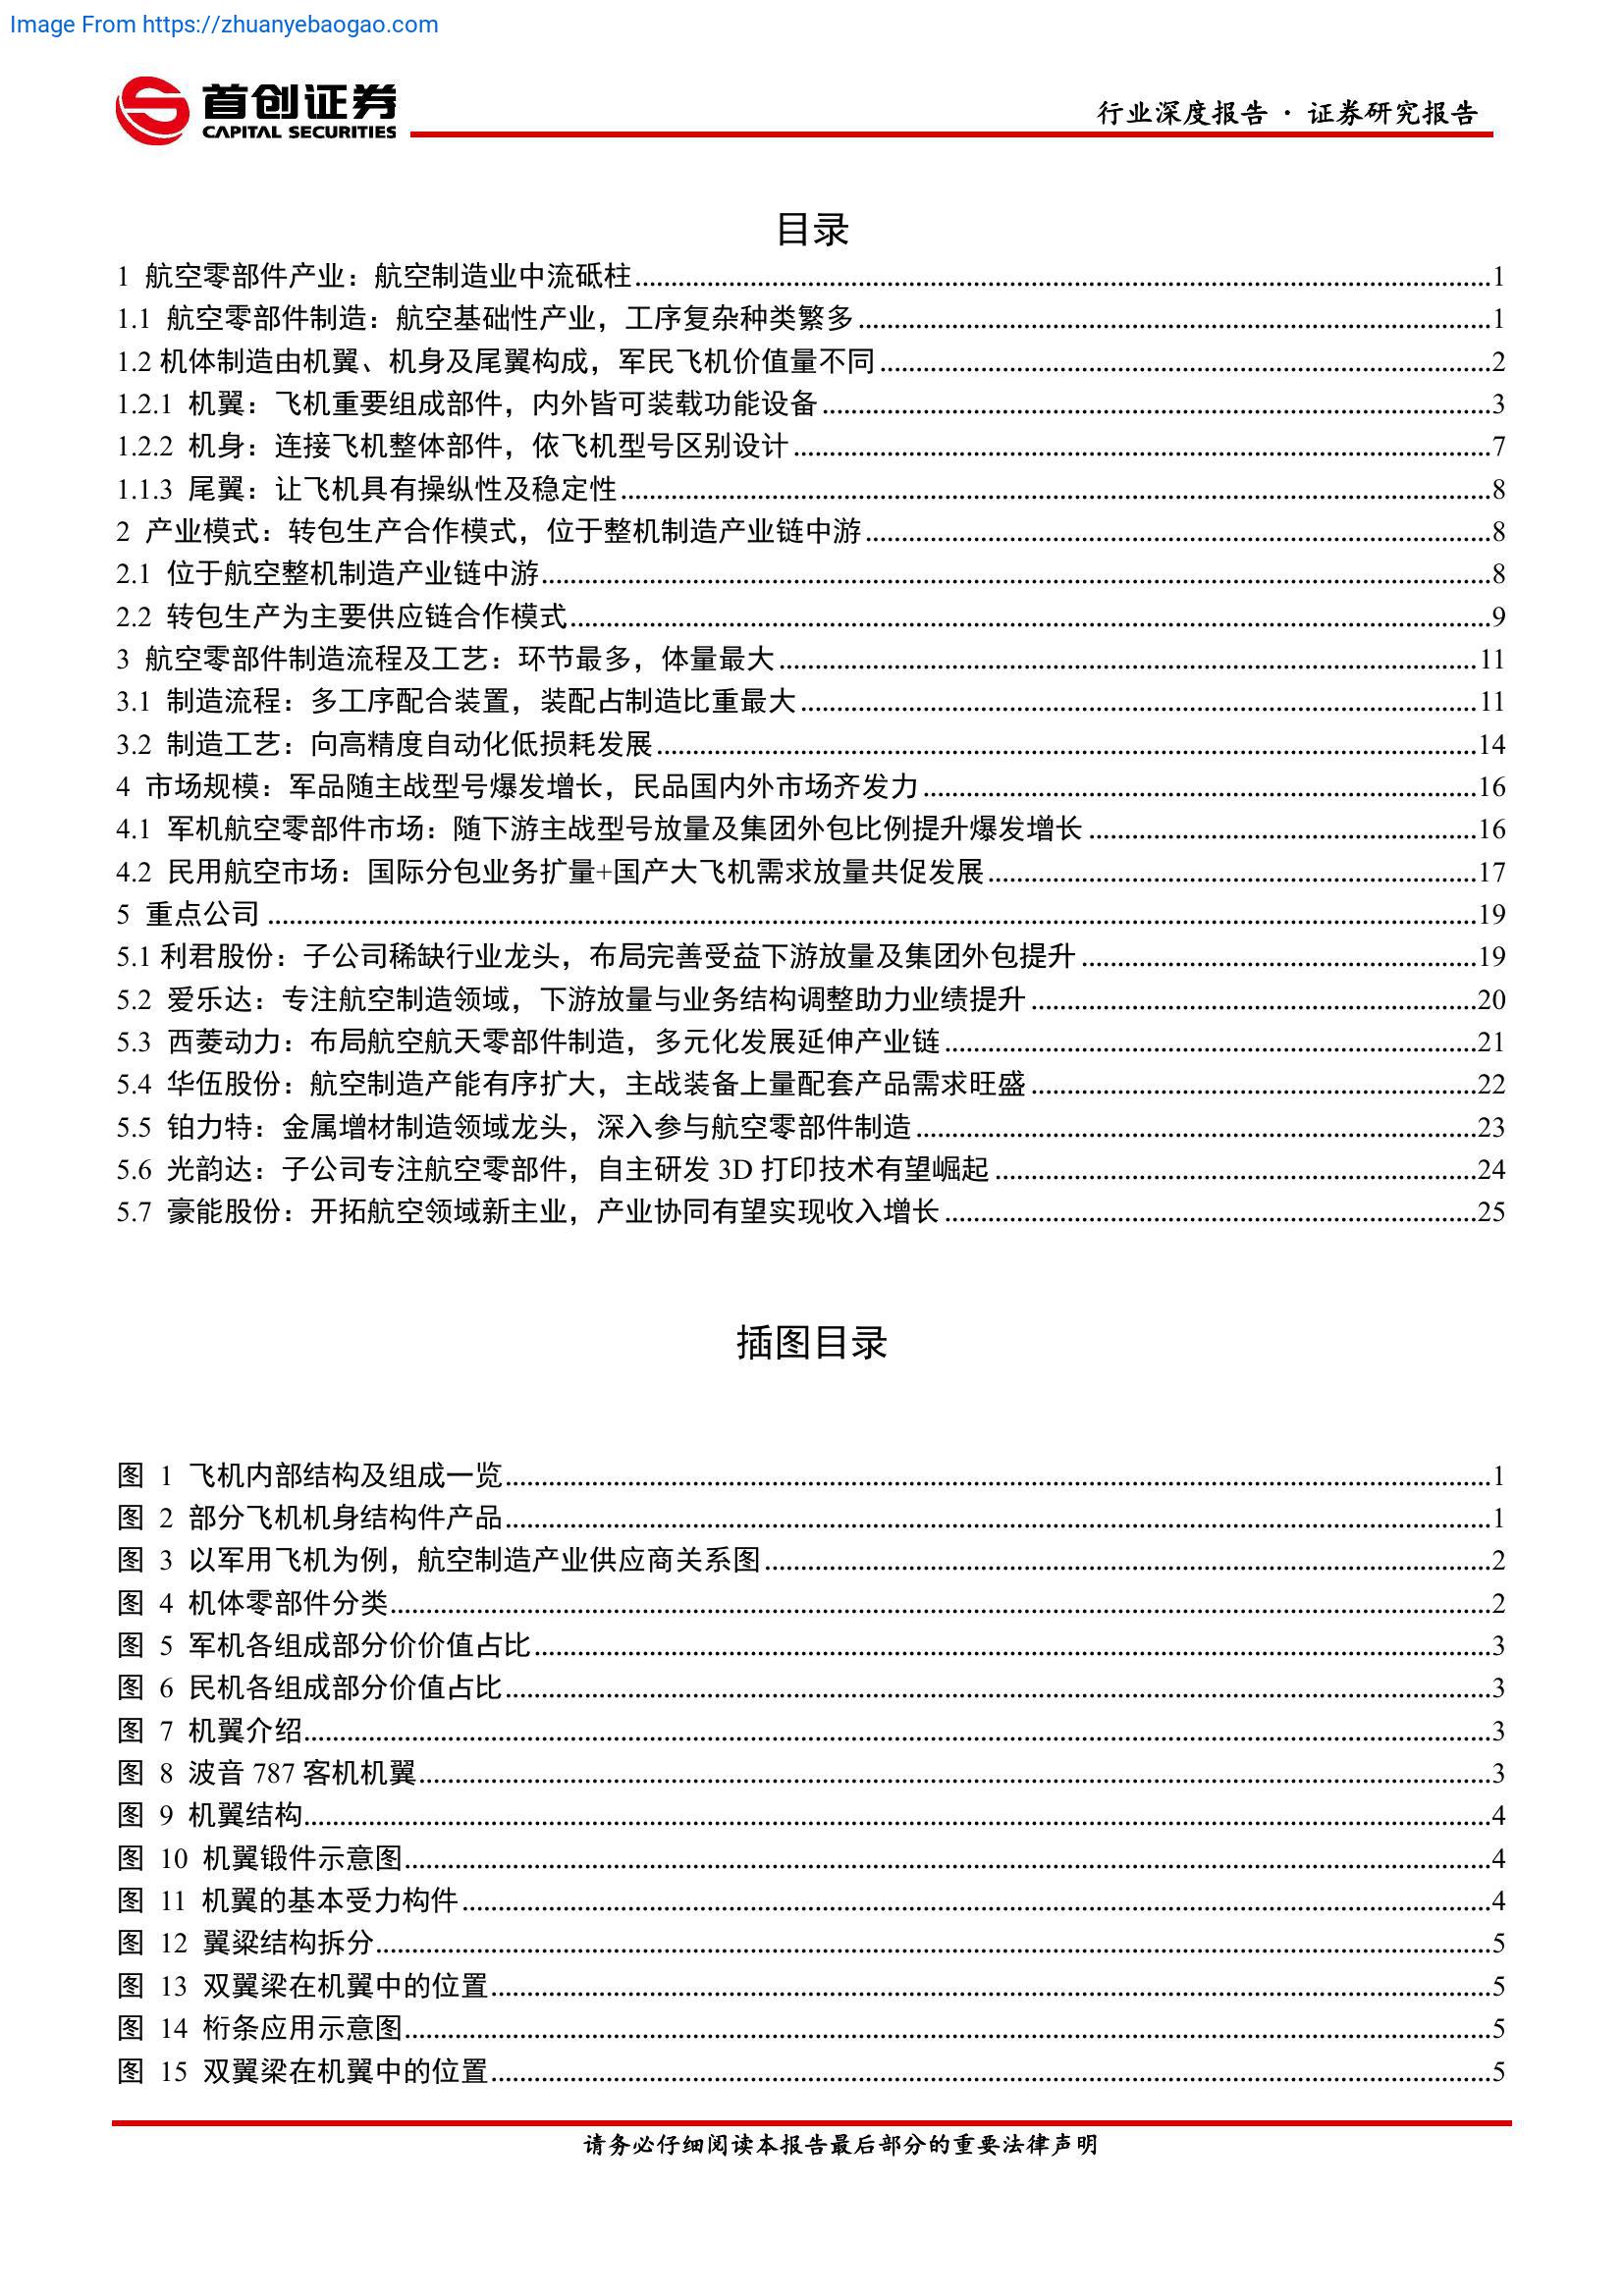 Image From https://zhuanyebaogao.com
首创证券
CAPITAL SECURITIES
行业深度报告 · 证券研究报告
目录
1 航空零部件产业：航空制造业中流砥柱 1
1.1 航空零部件制造：航空基础性产业，工序复杂种类繁多 1
1.2 机体制造由机翼、机身及尾翼构成，军民飞机价值量不同 2
1.2.1 机翼：飞机重要组成部件，内外皆可装载功能设备 3
1.2.2 机身：连接飞机整体部件，依飞机型号区别设计 7
1.1.3 尾翼：让飞机具有操纵性及稳定性 8
2 产业模式：转包生产合作模式，位于整机制造产业链中游 8
2.1 位于航空整机制造产业链中游 8
2.2 转包生产为主要供应链合作模式 9
3 航空零部件制造流程及工艺：环节最多，体量最大 11
3.1 制造流程：多工序配合装置，装配占制造比重最大 11
3.2 制造工艺：向高精度自动化低损耗发展 14
4 市场规模：军品随主战型号爆发增长，民品国内外市场齐发力 16
4.1 军机航空零部件市场：随下游主战型号放量及集团外包比例提升爆发增长 16
4.2 民用航空市场：国际分包业务扩量+国产大飞机需求放量共促发展 17
5 重点公司 19
5.1 利君股份：子公司稀缺行业龙头，布局完善受益下游放量及集团外包提升 19
5.2 爱乐达：专注航空制造领域，下游放量与业务结构调整助力业绩提升 20
5.3 西菱动力：布局航空航天零部件制造，多元化发展延伸产业链 21
5.4 华伍股份：航空制造产能有序扩大，主战装备上量配套产品需求旺盛 22
5.5 铂力特：金属增材制造领域龙头，深入参与航空零部件制造 23
5.6 光韵达：子公司专注航空零部件，自主研发 3D 打印技术有望崛起 24
5.7 豪能股份：开拓航空领域新主业，产业协同有望实现收入增长 25
插图目录
图 1 飞机内部结构及组成一览 1
图 2 部分飞机机身结构件产品 1
图 3 以军用飞机为例，航空制造产业供应商关系图 2
图 4 机体零部件分类 2
图 5 军机各组成部分价价值占比 3
图 6 民机各组成部分价值占比 3
图 7 机翼介绍 3
图 8 波音 787 客机机翼 3
图 9 机翼结构 4
图 10 机翼锻件示意图 4
图 11 机翼的基本受力构件 4
图 12 翼粱结构拆分 5
图 13 双翼梁在机翼中的位置 5
图 14 桁条应用示意图 5
图 15 双翼梁在机翼中的位置 5
请务必仔细阅读本报告最后部分的重要法律声明